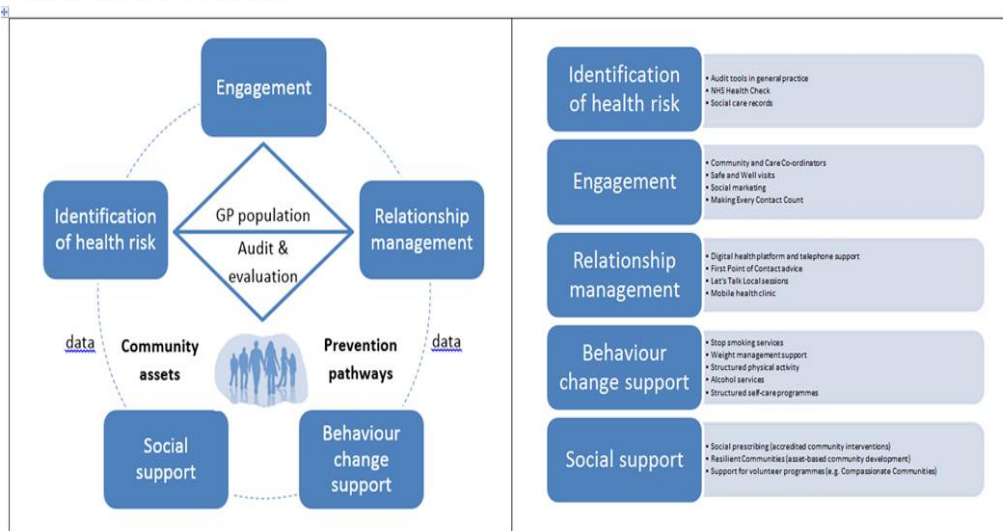 Engagement
Identification
of health risk
GP population
Audit &
evaluation
Relationship
management
data
Community
assets
Prevention
pathways
data
Social
support
Behaviour
change
support
Identification
of health risk
• Audit tools in general practice
• NHS Health Check
• Social care records
Engagement
• Community and Care Co-ordinators
• Safe and Well visits
• Social marketing
• Making Every Contact Count
Relationship
management
• Digital health platform and telephone support
• First Point of Contact advice
• Let's Talk Local sessions
• Mobile health clinic
Behaviour
change support
• Stop smoking services
• Weight management support
• Structured physical activity
• Alcohol services
• Structured self-care programmes
Social support
• Social prescribing (accredited community interventions)
• Resilient Communities (asset-based community development)
• Support for volunteer programmes (e.g. Compassionate Communities)